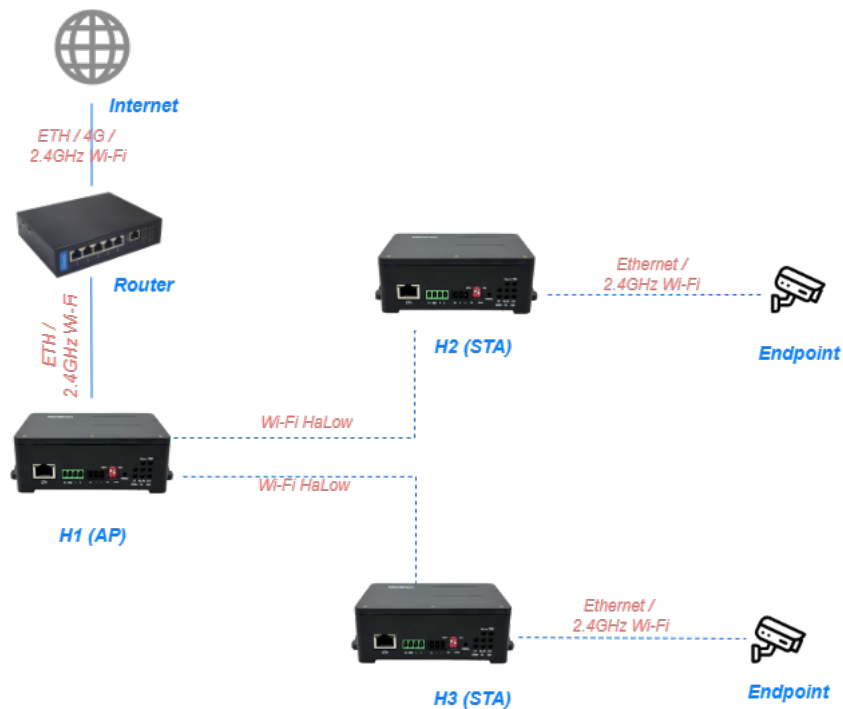 Internet
ETH / 4G /
2.4GHz Wi-Fi
Router
ETH /
2.4GHz Wi-Fi
H2 (STA)
Ethernet /
2.4GHz Wi-Fi
Endpoint
Wi-Fi HaLow
Wi-Fi HaLow
H1 (AP)
H3 (STA)
Ethernet /
2.4GHz Wi-Fi
Endpoint